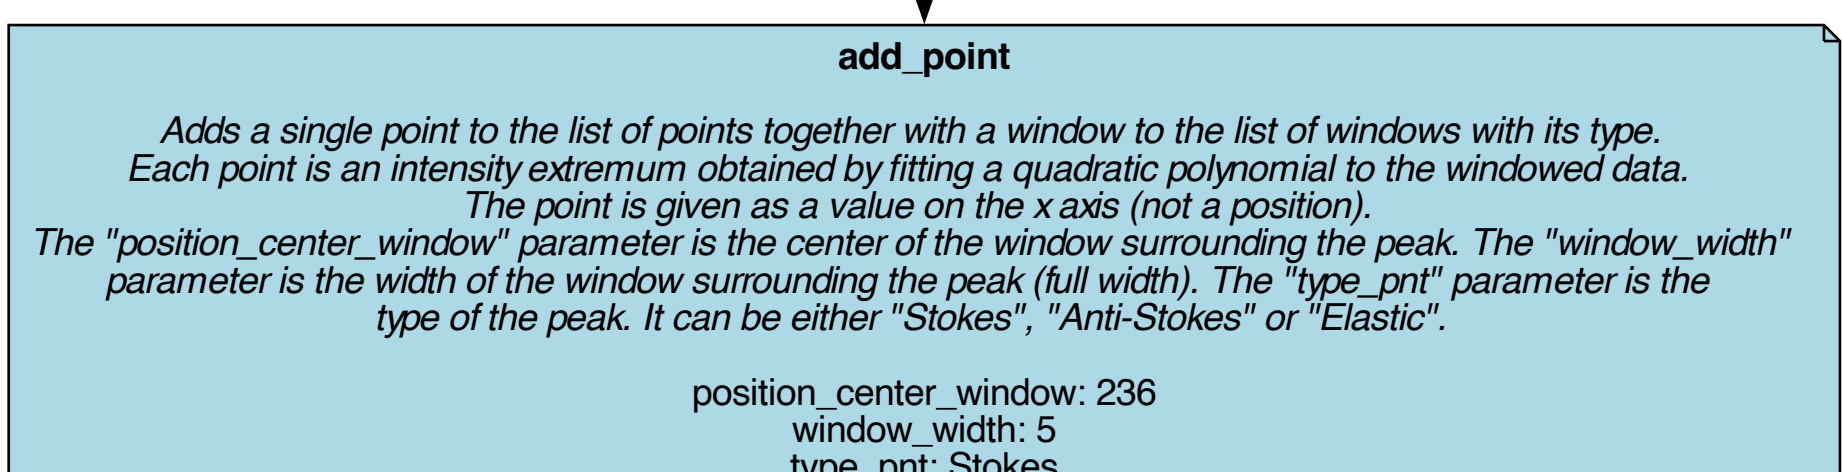 add_point
Adds a single point to the list of points together with a window to the list of windows with its type.
Each point is an intensity extremum obtained by fitting a quadratic polynomial to the windowed data.
The point is given as a value on the x axis (not a position).
The "position_center_window" parameter is the center of the window surrounding the peak. The "window_width"
parameter is the width of the window surrounding the peak (full width). The "type_pnt" parameter is the
type of the peak. It can be either "Stokes", "Anti-Stokes" or "Elastic".
position_center_window: 236
window_width: 5
type_pnt: Stokes